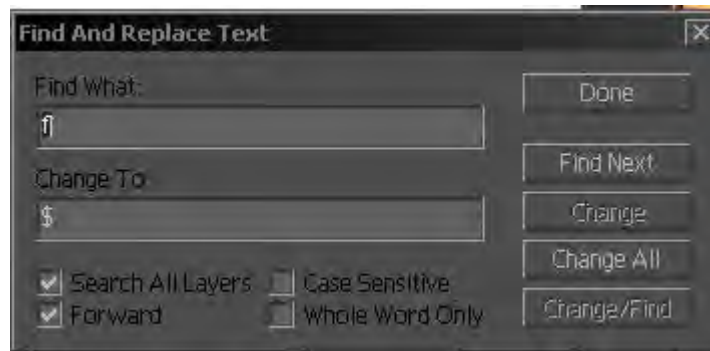 Find And Replace Text
Find What:
f
Change To
$
Search All Layers
Case Sensitive
Forward
Whole Word Only
Done
Find Next
Change
Change All
Change/Find